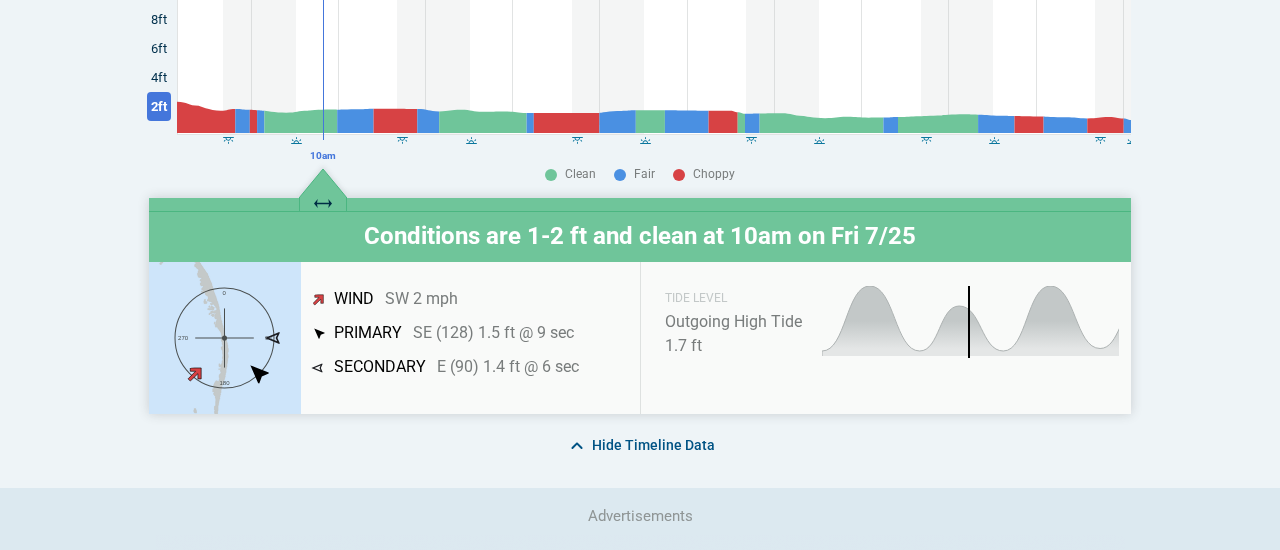 8ft
6ft
4ft
2ft
10am
Clean Fair Choppy
Conditions are 1-2 ft and clean at 10am on Fri 7/25
0
270
180
WIND SW 2 mph
PRIMARY SE (128) 1.5 ft @ 9 sec
SECONDARY E (90) 1.4 ft @ 6 sec
TIDE LEVEL
Outgoing High Tide
1.7 ft
Hide Timeline Data
Advertisements